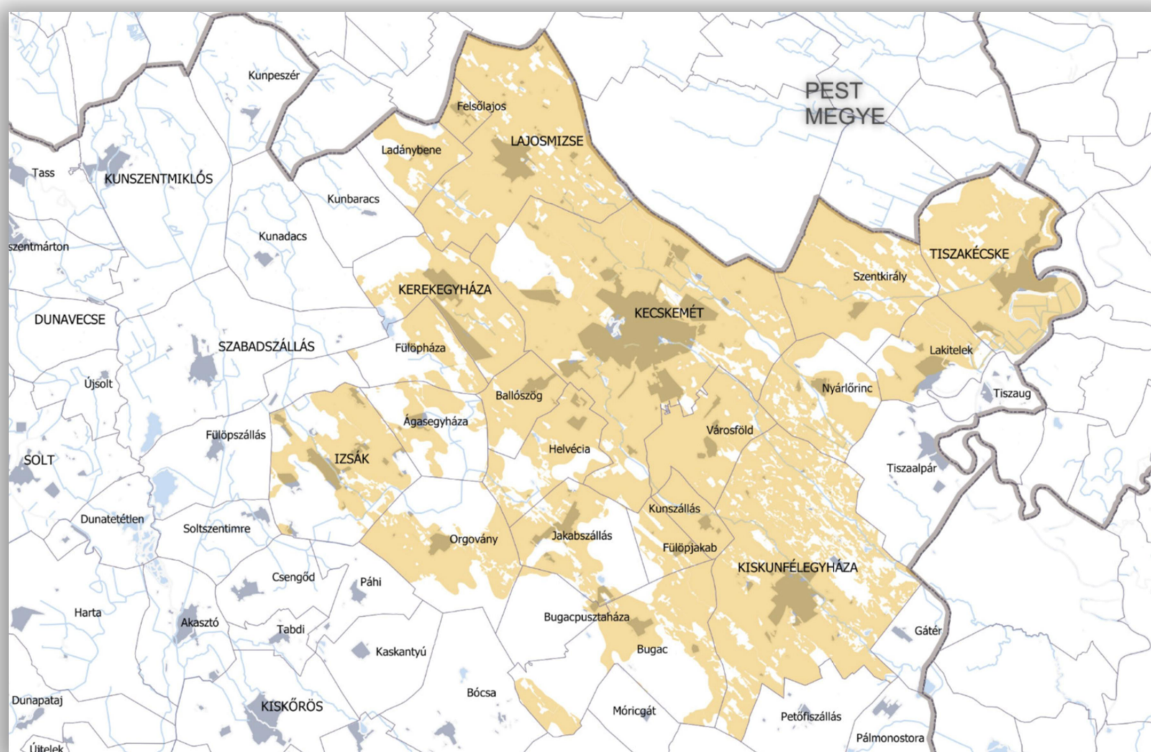 Kunpeszér
PEST
MEGYE
Felsőlajos
LAJOSMIZSE
Ladánybene
Tass
KUNSZENTMIKLÓS
Kunbaracs
Kunadacs
szentmárton
TISZAKÉCSKE
Szentkirály
KEREKEGYHÁZA
KECSKEMÉT
DUNAVECSE
SZABADSZÁLLÁS
Fülöpháza
Lakitelek
Újsolt
Nyárlőrinc
Ballószög
Tiszaug
Ágasegyháza
Városföld
Fülöpszállás
Helvécia
IZSÁK
SOLT
Tiszaalpár
Kunszállás
Dunatetétlen
Soltszentimre
Orgovány
Jakabszállás
Fülöpjakab
KISKUNFÉLEGYHÁZA
Csengőd
Páhi
Harta
Akasztó
Tabdi
Bugacpusztaháza
Gátér
Kaskantyú
Bugac
Bócsa
Dunapataj
KISKŐRÖS
Móricgát
Petőfiszállás
Pálmonostora
Újtelek